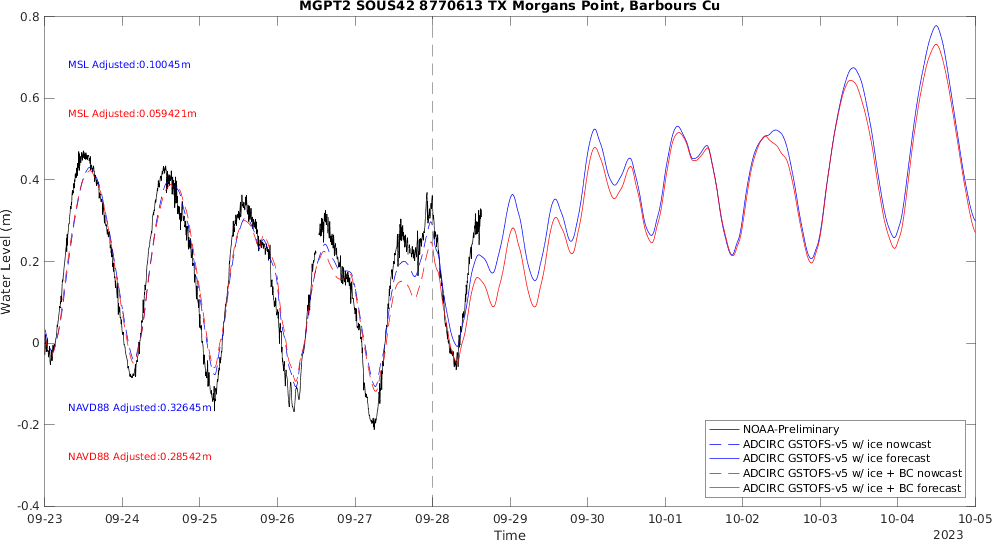 MGPT2 SOUS42 8770613 TX Morgans Point, Barbours Cu
0.8
0.6
0.4
0.2
0
-0.2
-0.4
Water Level (m)
MSL Adjusted:0.10045m
MSL Adjusted:0.059421m
NAVD88 Adjusted:0.32645m
NAVD88 Adjusted:0.28542m
NOAA-Preliminary
ADCIRC GSTOFS-v5 w/ ice nowcast
ADCIRC GSTOFS-v5 w/ ice forecast
ADCIRC GSTOFS-v5 w/ ice + BC nowcast
ADCIRC GSTOFS-v5 w/ ice + BC forecast
09-23 09-24 09-25 09-26 09-27 09-28 09-29 09-30 10-01 10-02 10-03 10-04 10-05
Time
2023